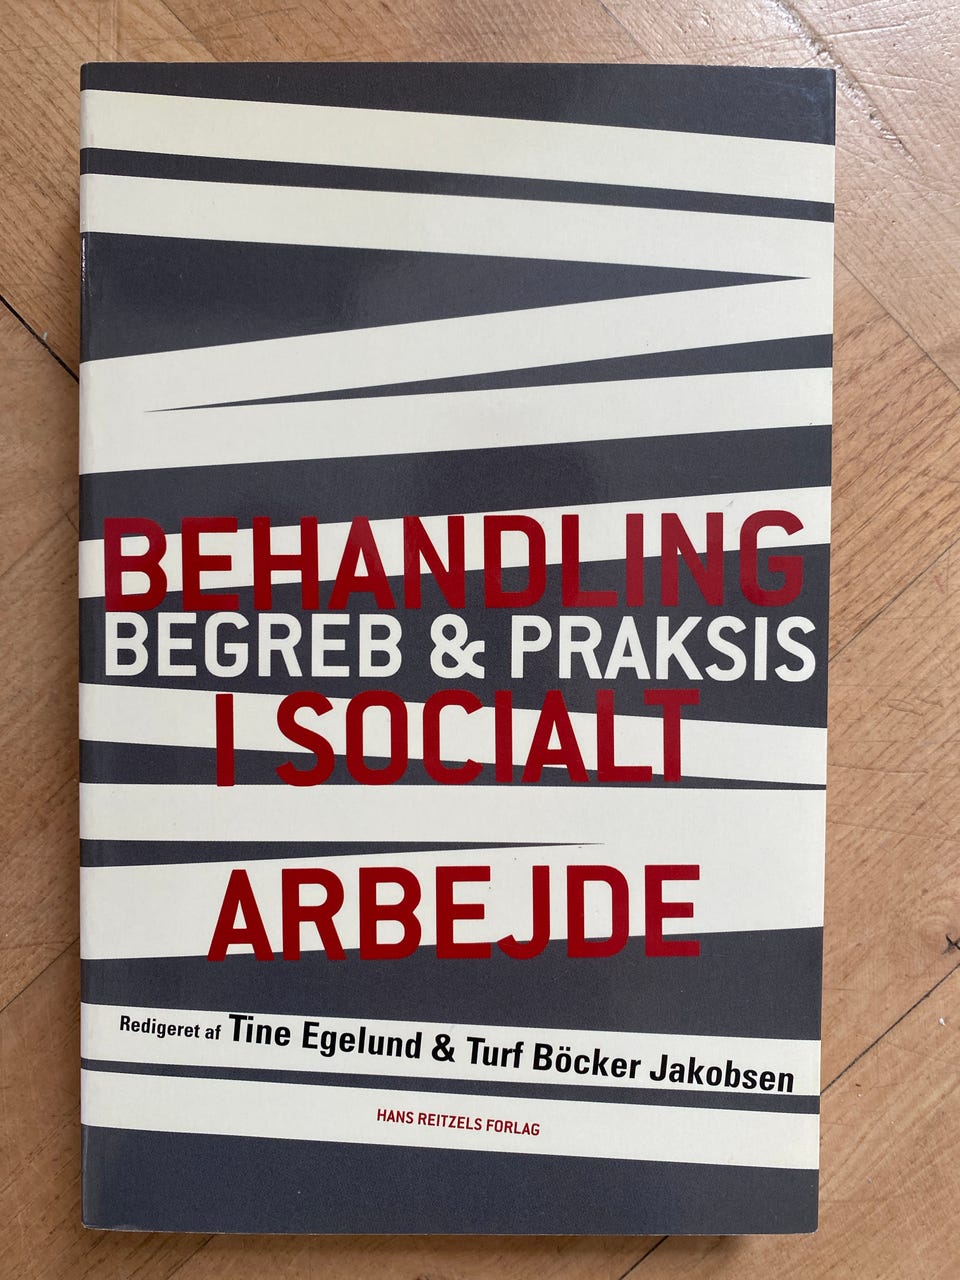 BEHANDLING
BEGREB & PRAKSIS
I SOCIALT
ARBEJDE
Redigeret af Tine Egelund & Turf Böcker Jakobsen
HANS REITZELS FORLAG